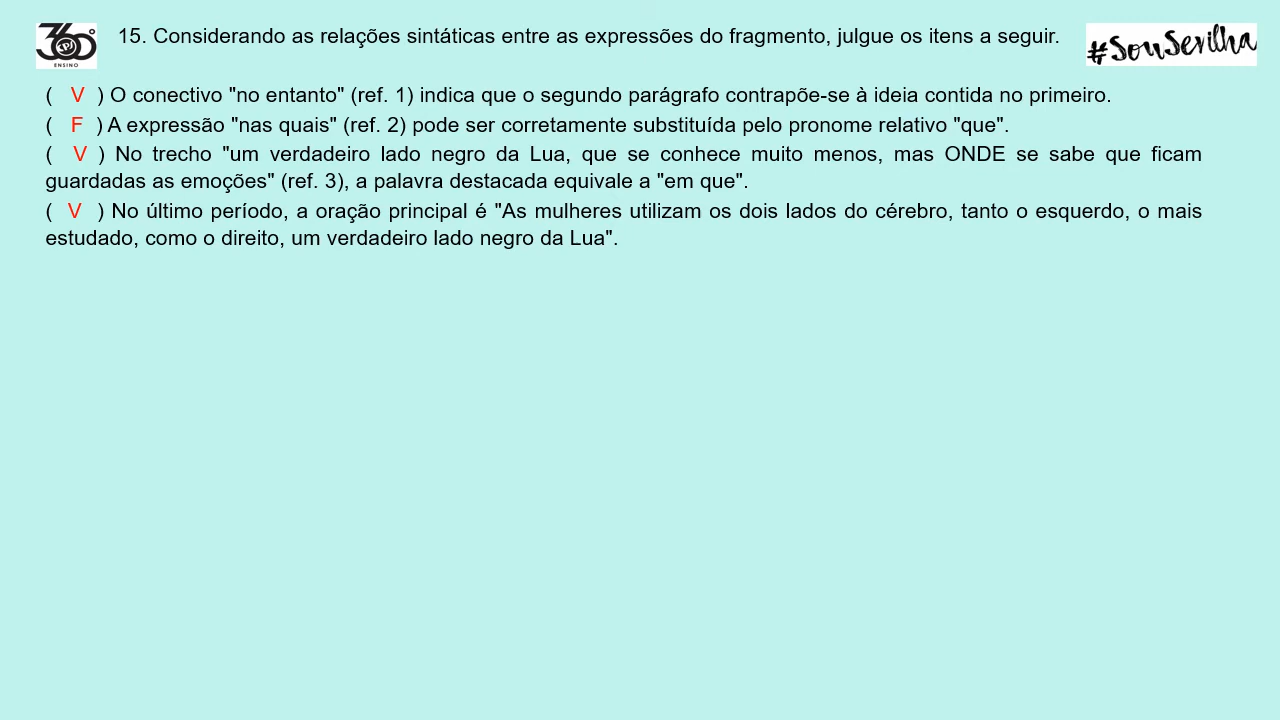 360°
ENSINO
15. Considerando as relações sintáticas entre as expressões do fragmento, julgue os itens a seguir.
#SouSevilha
( V ) O conectivo "no entanto" (ref. 1) indica que o segundo parágrafo contrapõe-se à ideia contida no primeiro.
( F ) A expressão "nas quais" (ref. 2) pode ser corretamente substituída pelo pronome relativo "que".
( V ) No trecho "um verdadeiro lado negro da Lua, que se conhece muito menos, mas ONDE se sabe que ficam
guardadas as emoções" (ref. 3), a palavra destacada equivale a "em que".
( V ) No último período, a oração principal é "As mulheres utilizam os dois lados do cérebro, tanto o esquerdo, o mais
estudado, como o direito, um verdadeiro lado negro da Lua".